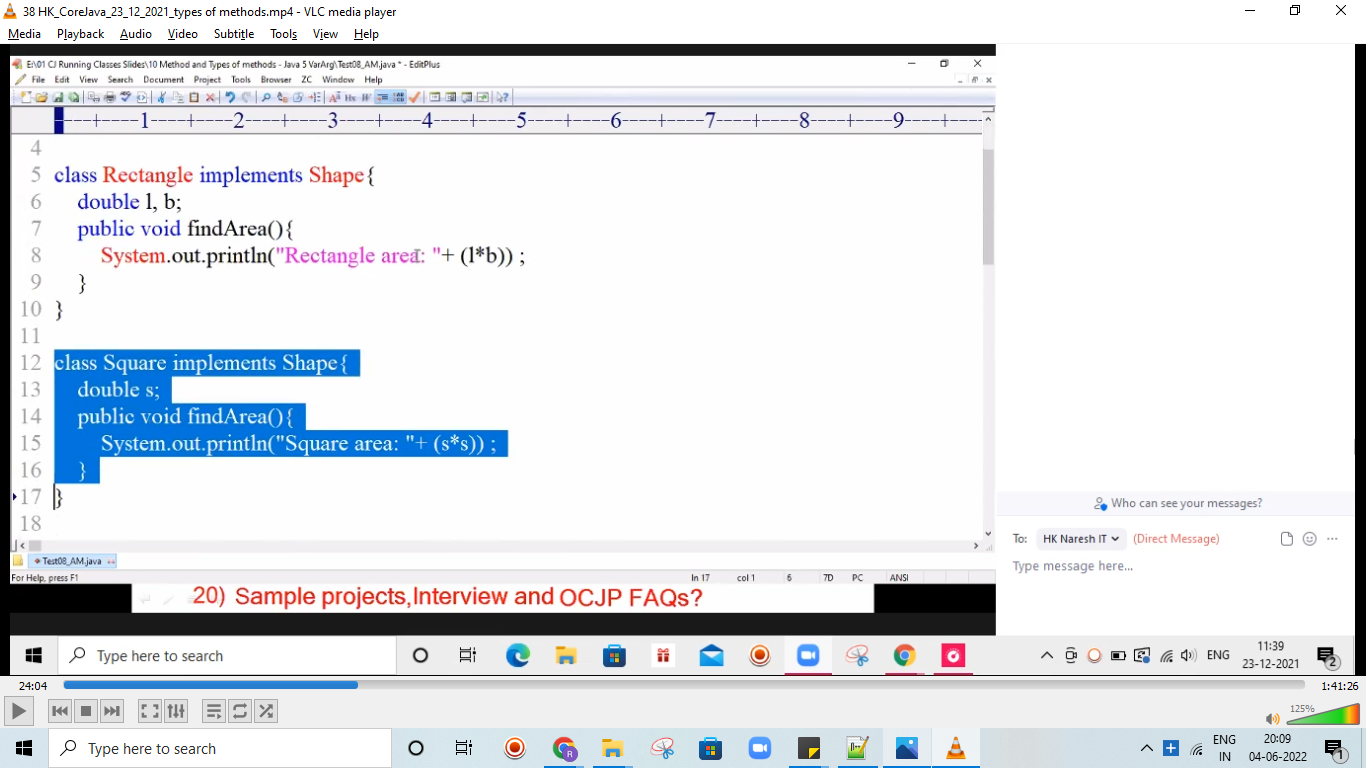 38 HK_CoreJava_23_12_2021_types of methods.mp4 - VLC media player
Media Playback Audio Video Subtitle Tools View Help
E:\01 CJ Running Classes Slides\10 Method and Types of methods - Java 5 VarArg\Test08_AM.java * - EditPlus
File Edit View Search Document Project Tools Browser ZC Window Help
----+----1----+----2----+----3----+----4----+----5----+----6----+----7----+----8----+----9----+----
4
5 class Rectangle implements Shape{
6 double l, b;
7 public void findArea(){
8 System.out.println("Rectangle area: "+ (l*b)) ;
9 }
10 }
11
12 class Square implements Shape{
13 double s;
14 public void findArea(){
15 System.out.println("Square area: "+ (s*s)) ;
16 }
17 }
18
Test08_AM.java
For Help, press F1 ln 17 col 1 6 7D PC ANSI
20) Sample projects,Interview and OCJP FAQs?
Who can see your messages?
To: HK Naresh IT (Direct Message)
Type message here...
Type here to search ENG 11:39
23-12-2021 2
24:04 1:41:26
125%
Type here to search ENG IN 20:09
04-06-2022 1